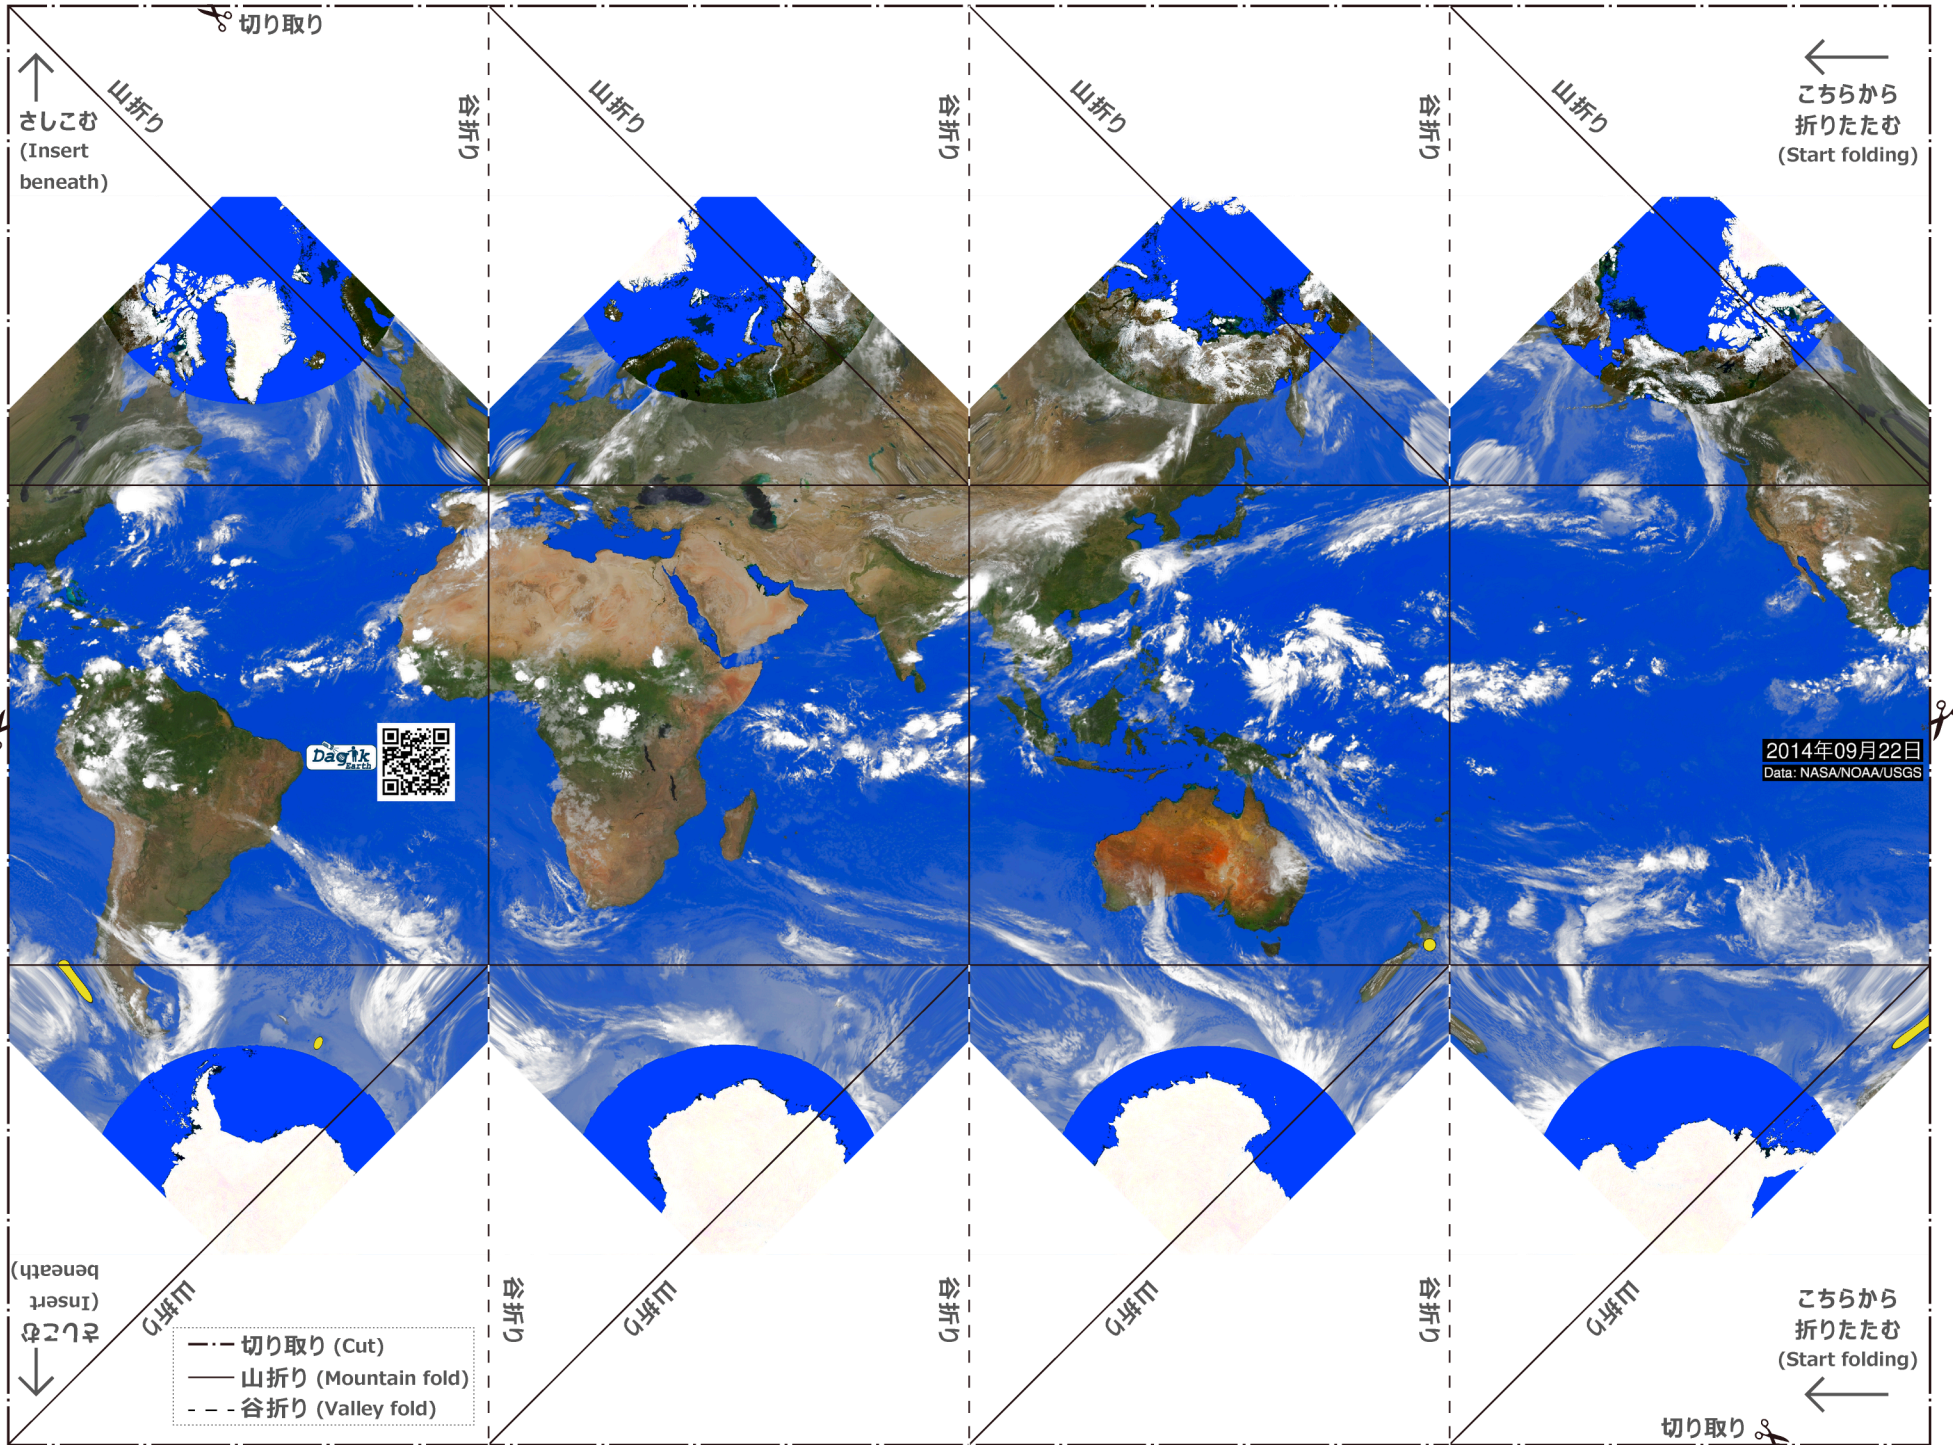 切り取り
山折り
谷折り
山折り
谷折り
山折り
谷折り
山折り
さしこむ
(Insert
beneath)
こちらから
折りたたむ
(Start folding)
Dagik
Earth
2014年09月22日
Data: NASA/NOAA/USGS
さしこむ
(Insert
beneath)
山折り
谷折り
山折り
谷折り
山折り
谷折り
山折り
こちらから
折りたたむ
(Start folding)
切り取り (Cut)
山折り (Mountain fold)
谷折り (Valley fold)
切り取り